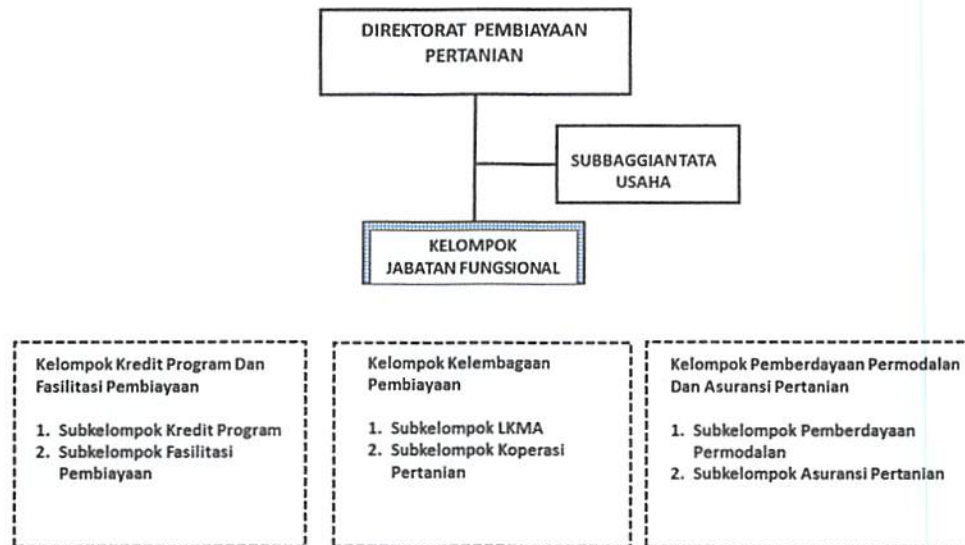 DIREKTORAT PEMBIAYAAN
PERTANIAN
SUBBAGGIANTATA
USAHA
KELOMPOK
JABATAN FUNGSIONAL
Kelompok Kredit Program Dan
Fasilitasi Pembiayaan
1. Subkelompok Kredit Program
2. Subkelompok Fasilitasi
Pembiayaan
Kelompok Kelembagaan
Pembiayaan
1. Subkelompok LKMA
2. Subkelompok Koperasi
Pertanian
Kelompok Pemberdayaan Permodalan
Dan Asuransi Pertanian
1. Subkelompok Pemberdayaan
Permodalan
2. Subkelompok Asuransi Pertanian